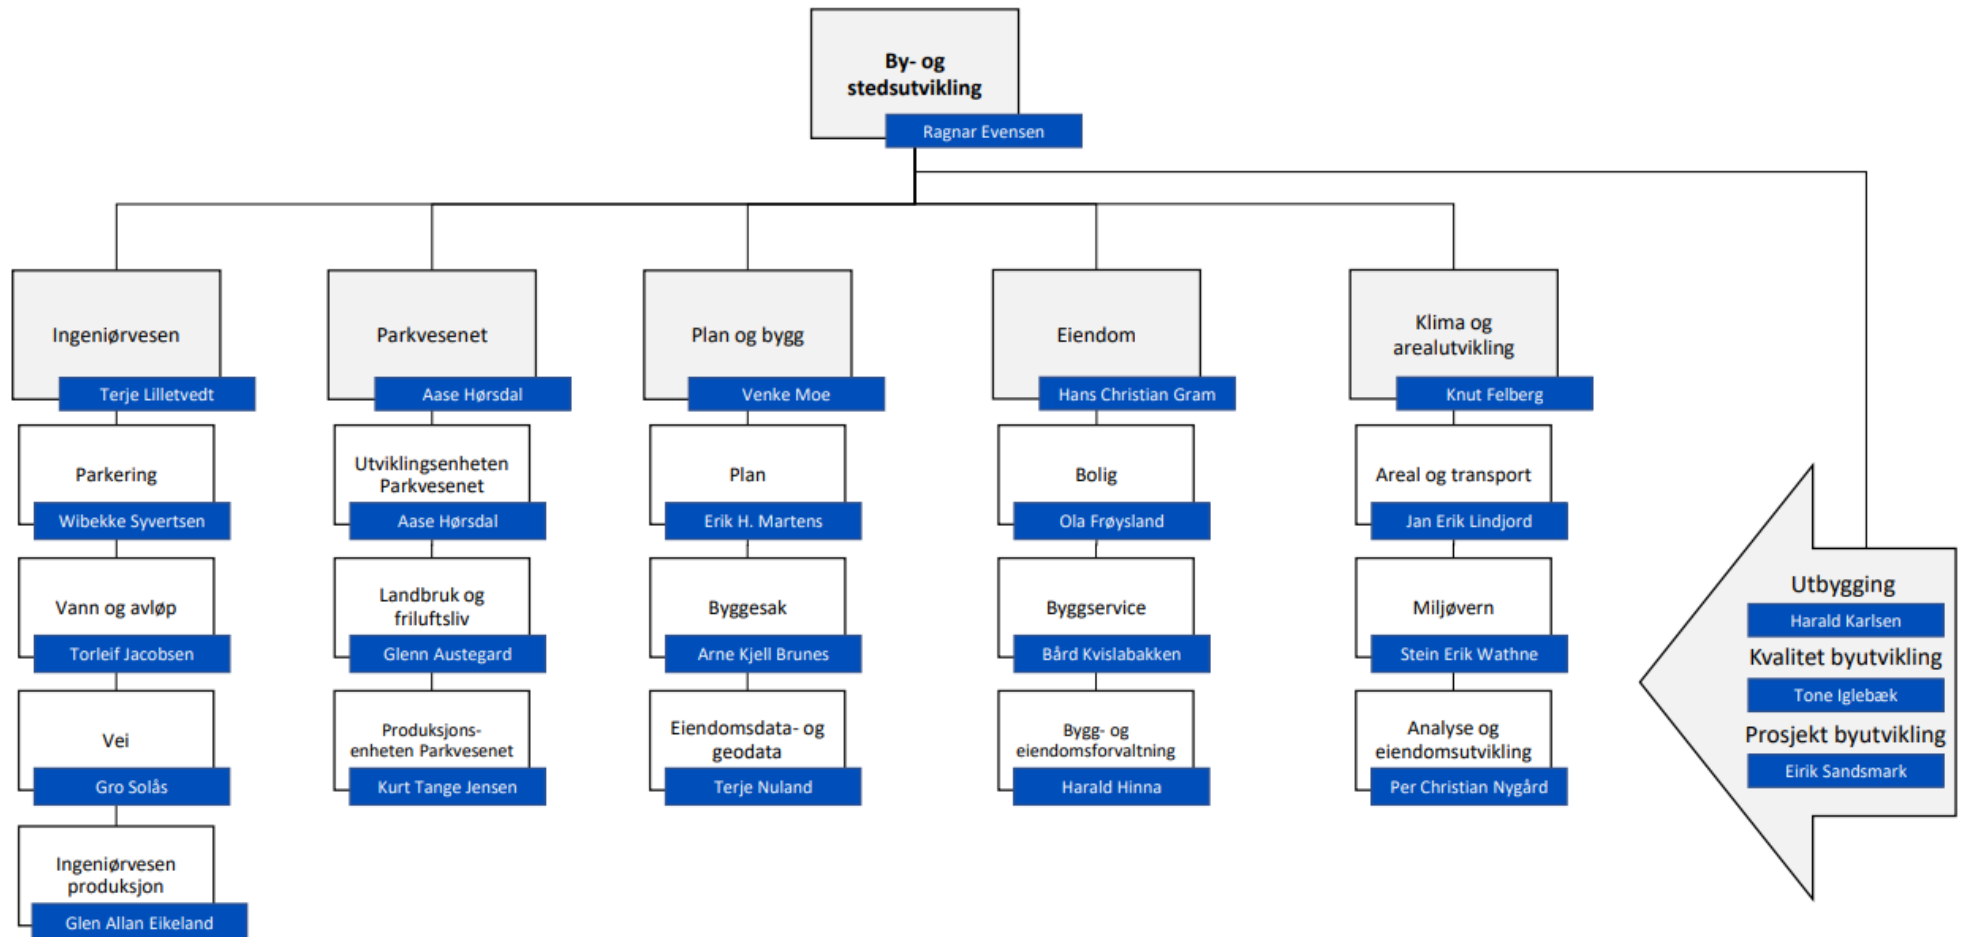 By- og
stedsutvikling
Ragnar Evensen
Ingeniørvesen
Terje Lilletvedt
Parkering
Wibekke Syvertsen
Vann og avløp
Torleif Jacobsen
Vei
Gro Solås
Ingeniørvesen
produksjon
Glen Allan Eikeland
Parkvesenet
Aase Hørsdal
Utviklingsenheten
Parkvesenet
Aase Hørsdal
Landbruk og
friluftsliv
Glenn Austegard
Produksjons-
enheten Parkvesenet
Kurt Tange Jensen
Plan og bygg
Venke Moe
Plan
Erik H. Martens
Byggesak
Arne Kjell Brunes
Eiendomsdata- og
geodata
Terje Nuland
Eiendom
Hans Christian Gram
Bolig
Ola Frøysland
Byggservice
Bård Kvislabakken
Bygg- og
eiendomsforvaltning
Harald Hinna
Klima og
arealutvikling
Knut Felberg
Areal og transport
Jan Erik Lindjord
Miljøvern
Stein Erik Wathne
Analyse og
eiendomsutvikling
Per Christian Nygård
Utbygging
Harald Karlsen
Kvalitet byutvikling
Tone Iglebæk
Prosjekt byutvikling
Eirik Sandsmark